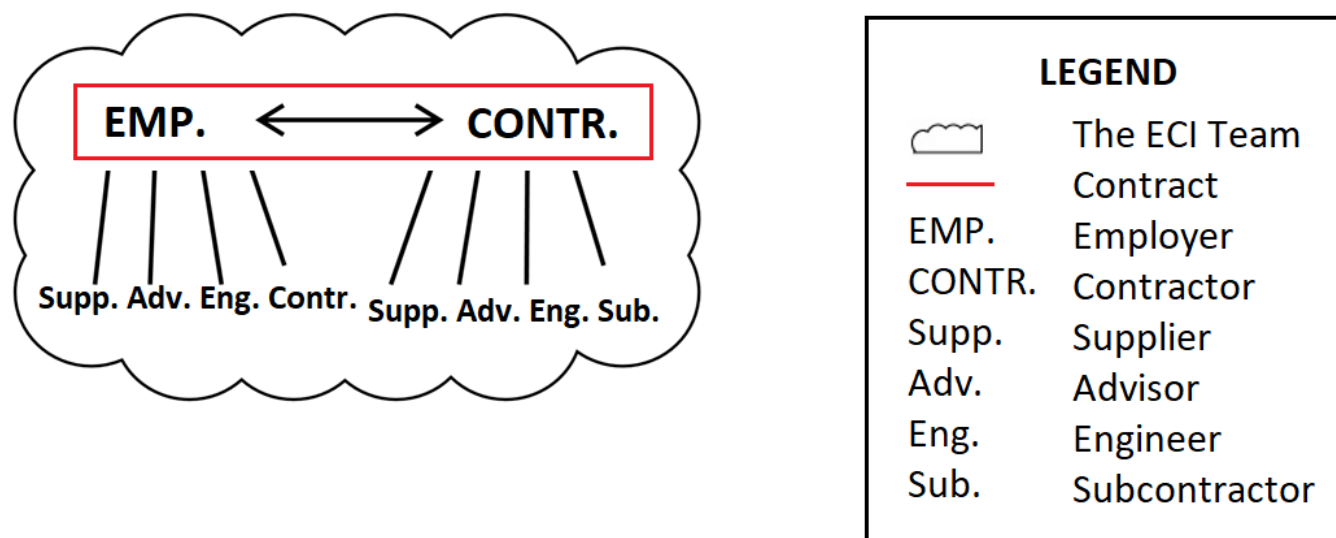 EMP. CONTR.
Supp. Adv. Eng. Contr.
Supp. Adv. Eng. Sub.
LEGEND
The ECI Team
Contract
EMP. Employer
CONTR. Contractor
Supp. Supplier
Adv. Advisor
Eng. Engineer
Sub. Subcontractor